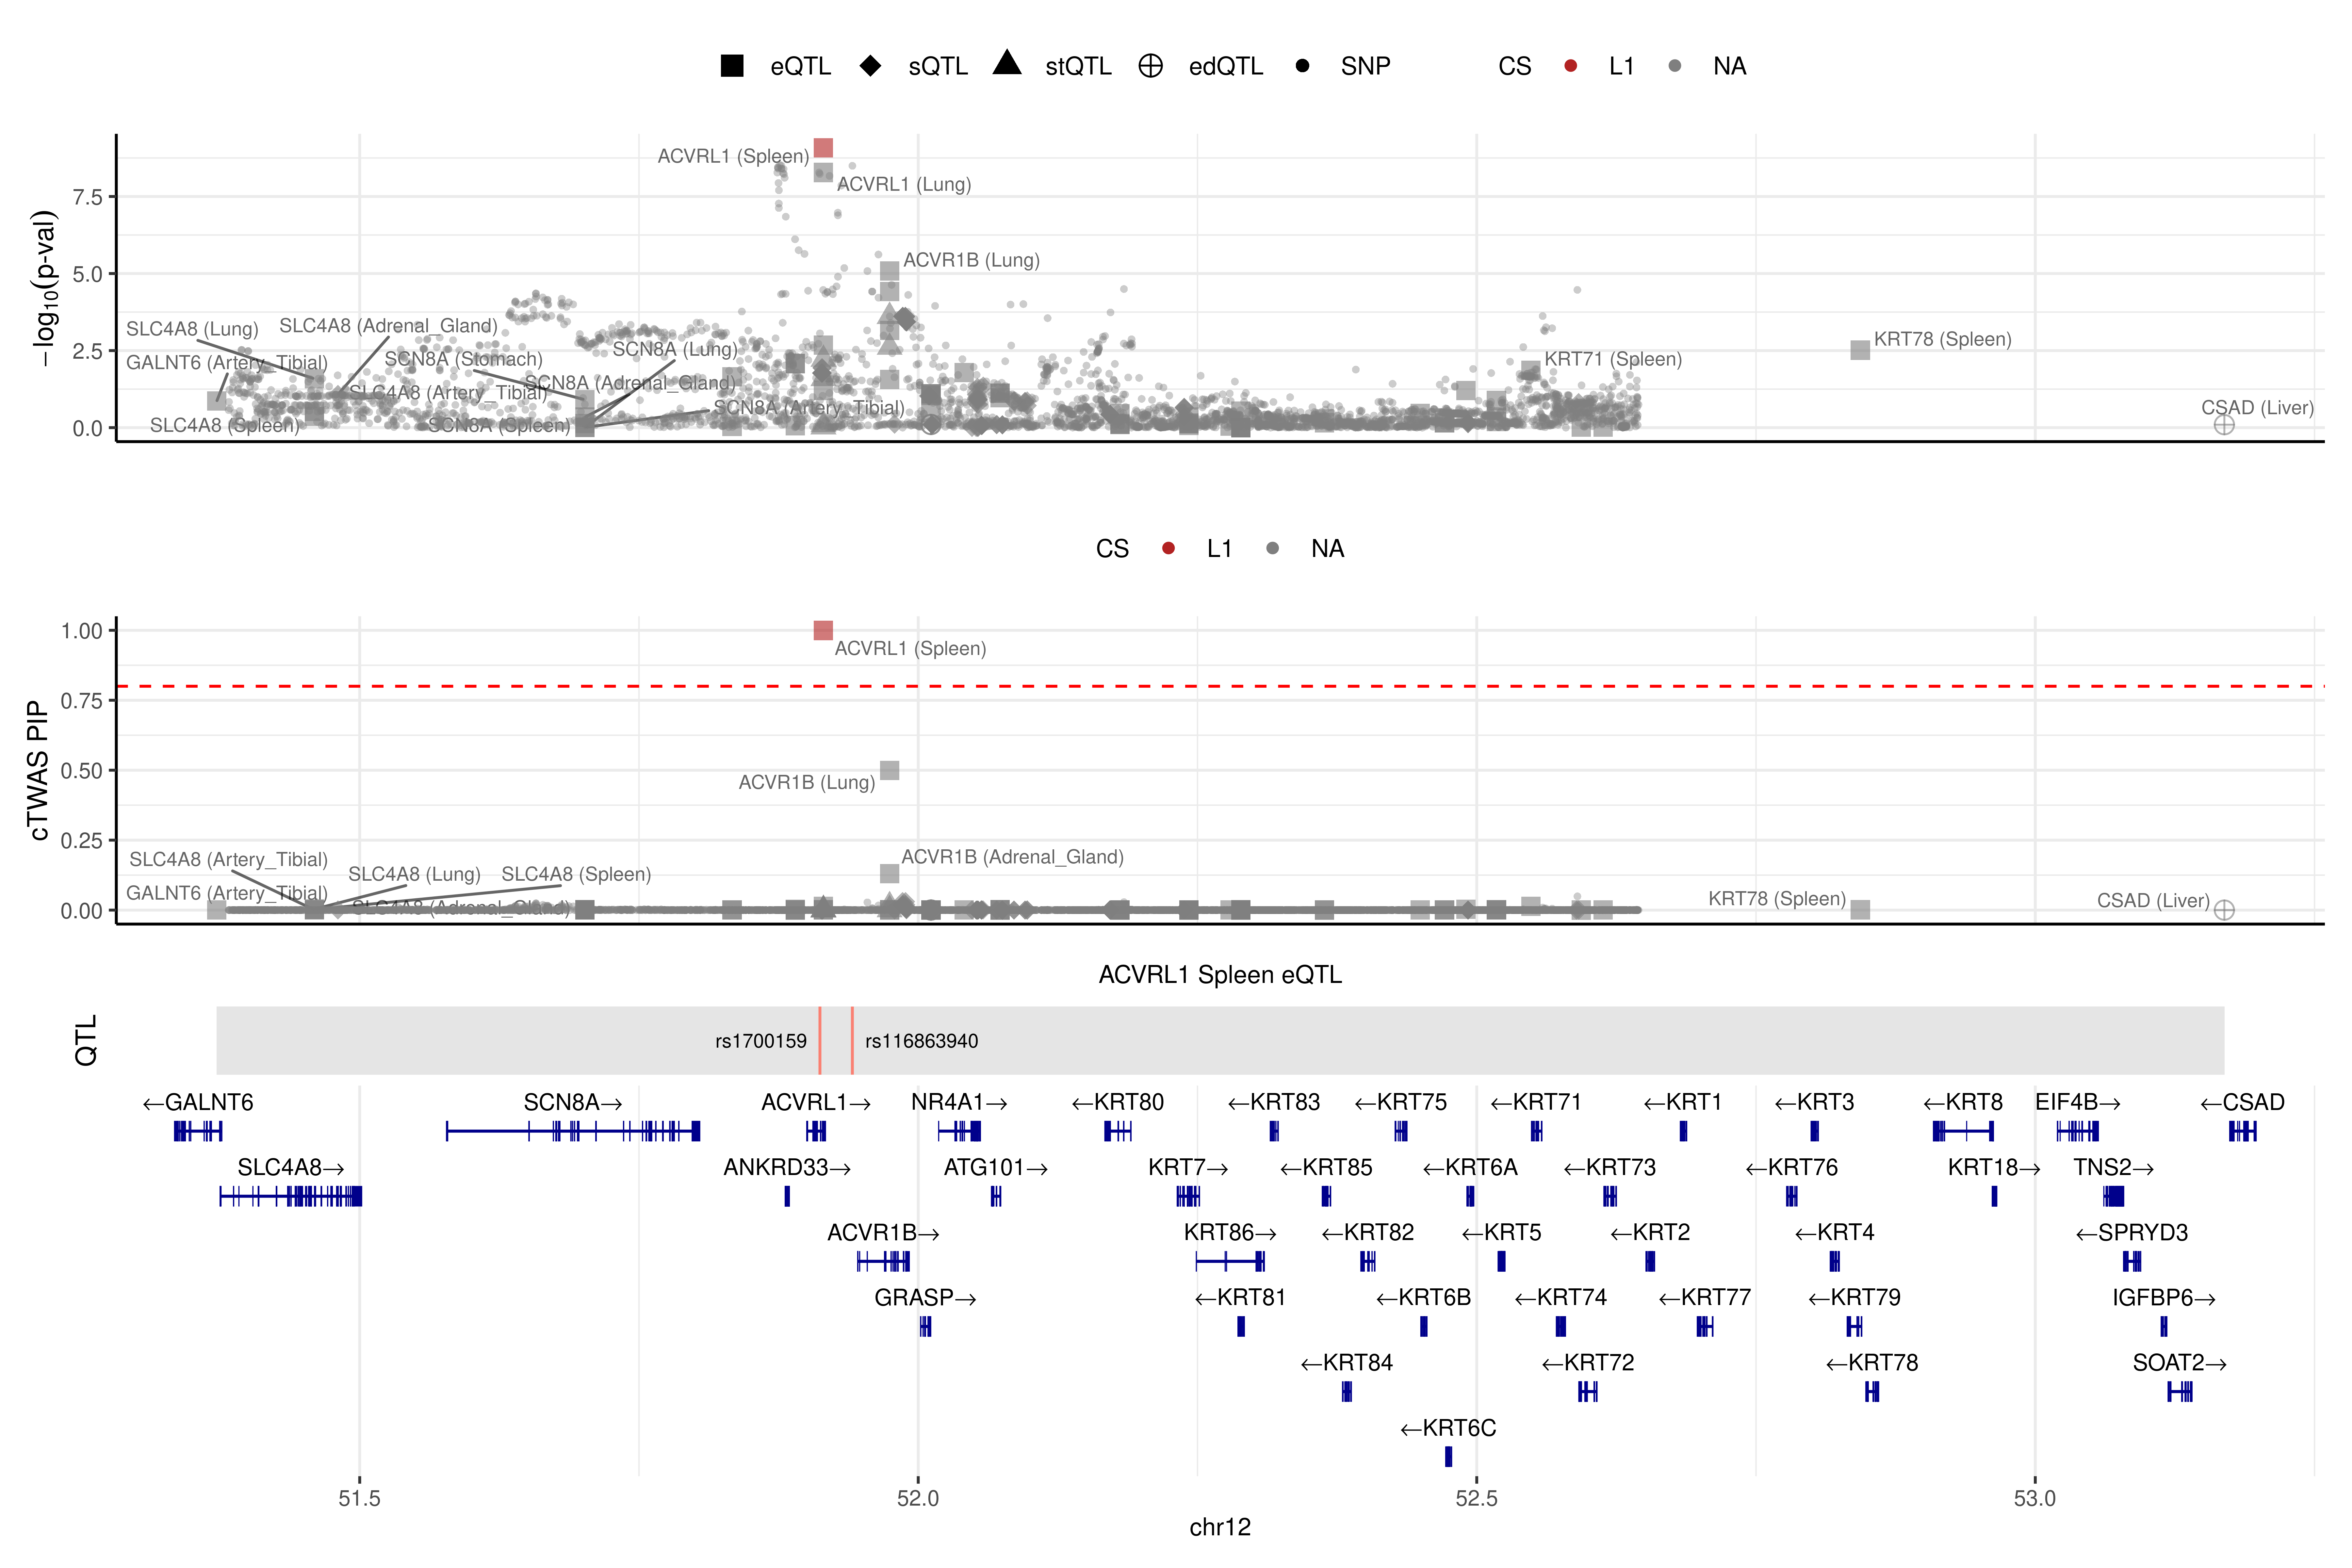 eQTL sQTL stQTL edQTL SNP CS L1 NA
−log10(p-val)
7.5
5.0
2.5
0.0
ACVRL1 (Spleen)
ACVRL1 (Lung)
ACVR1B (Lung)
SLC4A8 (Lung)
SLC4A8 (Adrenal_Gland)
GALNT6 (Artery_Tibial)
SCN8A (Stomach)
SCN8A (Lung)
SCN8A (Adrenal_Gland)
SLC4A8 (Artery_Tibial)
SCN8A (Artery_Tibial)
SLC4A8 (Spleen)
SCN8A (Spleen)
KRT71 (Spleen)
KRT78 (Spleen)
CSAD (Liver)
CS L1 NA
cTWAS PIP
1.00
0.75
0.50
0.25
0.00
ACVRL1 (Spleen)
ACVR1B (Lung)
ACVR1B (Adrenal_Gland)
SLC4A8 (Artery_Tibial)
SLC4A8 (Lung)
SLC4A8 (Spleen)
GALNT6 (Artery_Tibial)
SLC4A8 (Adrenal_Gland)
KRT78 (Spleen)
CSAD (Liver)
ACVRL1 Spleen eQTL
QTL
rs1700159
rs116863940
←GALNT6 SCN8A→ ACVRL1→ NR4A1→ ←KRT80 ←KRT83 ←KRT75 ←KRT71 ←KRT1 ←KRT3 ←KRT8 EIF4B→ ←CSAD
SLC4A8→ ANKRD33→ ATG101→ KRT7→ ←KRT85 ←KRT6A ←KRT73 ←KRT76 KRT18→ TNS2→
ACVR1B→ KRT86→ ←KRT82 ←KRT5 ←KRT2 ←KRT4 ←SPRYD3
GRASP→ ←KRT81 ←KRT6B ←KRT74 ←KRT77 ←KRT79 IGFBP6→
←KRT84 ←KRT72 ←KRT78 SOAT2→
←KRT6C
51.5 52.0 52.5 53.0
chr12